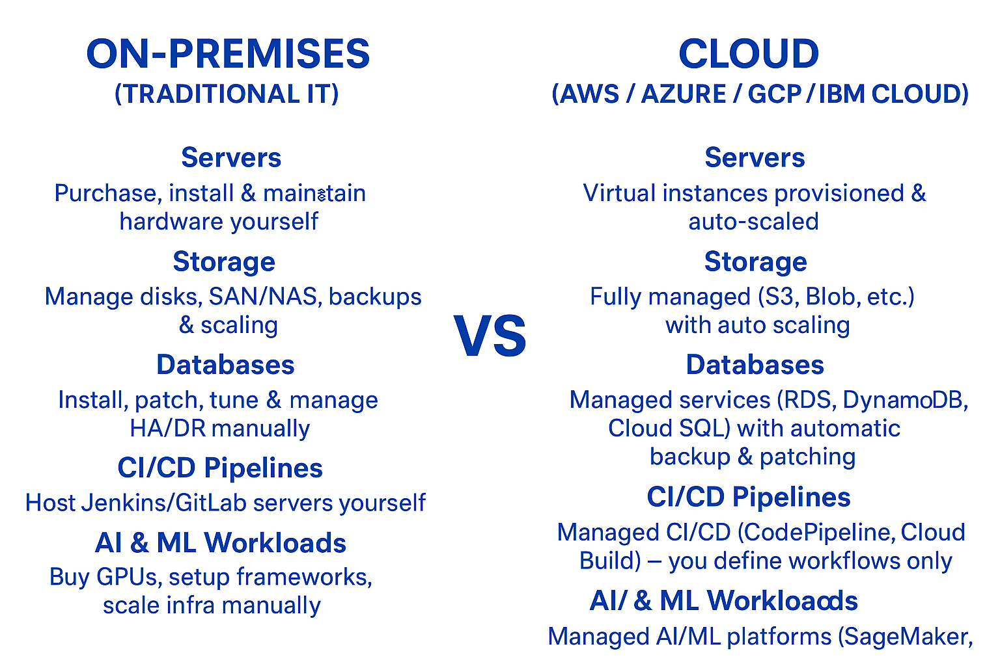 ON-PREMISES
(TRADITIONAL IT)
Servers
Purchase, install & maintain
hardware yourself
Storage
Manage disks, SAN/NAS, backups
& scaling
Databases
Install, patch, tune & manage
HA/DR manually
CI/CD Pipelines
Host Jenkins/GitLab servers yourself
AI & ML Workloads
Buy GPUs, setup frameworks,
scale infra manually
VS
CLOUD
(AWS / AZURE / GCP / IBM CLOUD)
Servers
Virtual instances provisioned &
auto-scaled
Storage
Fully managed (S3, Blob, etc.)
with auto scaling
Databases
Managed services (RDS, DynamoDB,
Cloud SQL) with automatic
backup & patching
CI/CD Pipelines
Managed CI/CD (CodePipeline, Cloud
Build) – you define workflows only
AI/ & ML Workloaods
Managed AI/ML platforms (SageMaker,